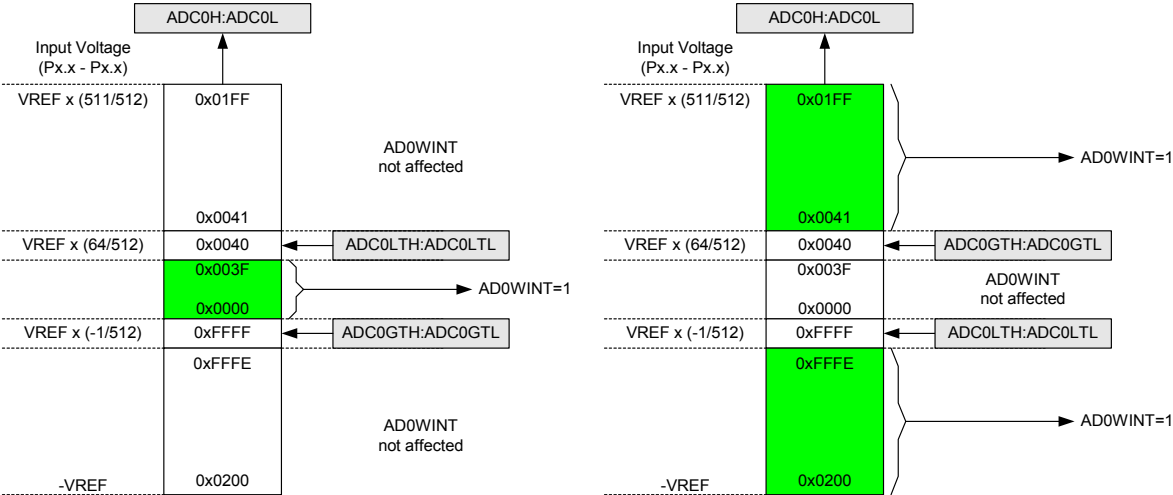 ADC0H:ADC0L
Input Voltage
(Px.x - Px.x)
VREF x (511/512)
0x01FF
AD0WINT
not affected
0x0041
VREF x (64/512)
0x0040
ADC0LTH:ADC0LTL
0x003F
AD0WINT=1
0x0000
VREF x (-1/512)
0xFFFF
ADC0GTH:ADC0GTL
0xFFFE
AD0WINT
not affected
-VREF
0x0200
ADC0H:ADC0L
Input Voltage
(Px.x - Px.x)
VREF x (511/512)
0x01FF
AD0WINT=1
0x0041
VREF x (64/512)
0x0040
ADC0GTH:ADC0GTL
0x003F
AD0WINT
not affected
0x0000
VREF x (-1/512)
0xFFFF
ADC0LTH:ADC0LTL
0xFFFE
AD0WINT=1
-VREF
0x0200